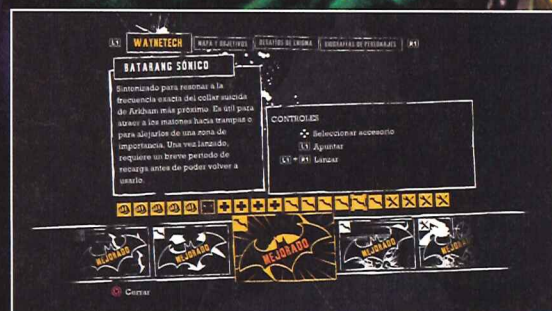 L1 WAYNETECH MAPA Y OBJETIVOS DESAFÍOS DE ENIGMA BIOGRAFÍAS DE PERSONAJES R1
BATARANG SÓNICO
Sintonizado para resonar a la
frecuencia exacta del collar suicida
de Arkham más próximo. Es útil para
atraer a los matones hacia trampas o
para alejarlos de una zona de
importancia. Una vez lanzado,
requiere un breve periodo de
recarga antes de poder volver a
usarlo.
CONTROLES
Seleccionar accesorio
L1 Apuntar
L1 + R1 Lanzar
MEJORADO MEJORADO MEJORADO MEJORADO MEJORADO
Cerrar